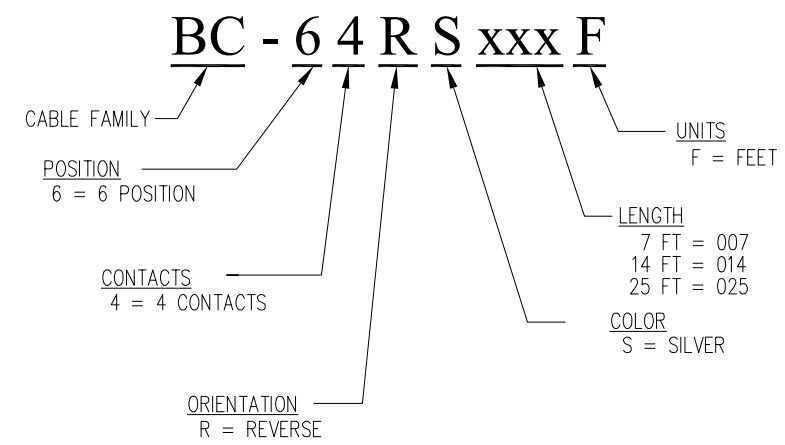 BC - 6 4 R S xxx F
CABLE FAMILY
POSITION
6 = 6 POSITION
CONTACTS
4 = 4 CONTACTS
ORIENTATION
R = REVERSE
UNITS
F = FEET
LENGTH
7 FT = 007
14 FT = 014
25 FT = 025
COLOR
S = SILVER